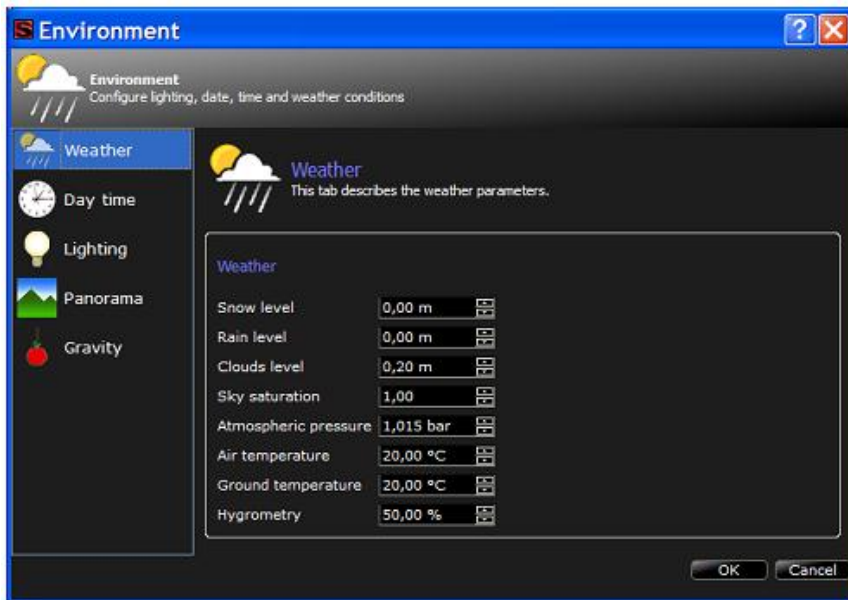 Environment
Environment
Configure lighting, date, time and weather conditions
Weather
Day time
Lighting
Panorama
Gravity
Weather
This tab describes the weather parameters.
Weather
Snow level 0,00 m
Rain level 0,00 m
Clouds level 0,20 m
Sky saturation 1,00
Atmospheric pressure 1,015 bar
Air temperature 20,00 °C
Ground temperature 20,00 °C
Hygrometry 50,00 %
OK Cancel